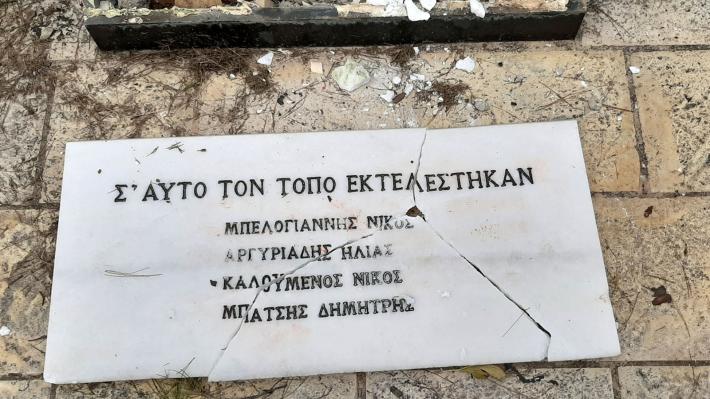 Σ'ΑΥΤΟ ΤΟΝ ΤΟΠΟ ΕΚΤΕΛΕΣΤΗΚΑΝ
ΜΠΕΛΟΓΙΑΝΝΗΣ ΝΙΚΟΣ
ΑΡΓΥΡΙΑΔΗΣ ΗΛΙΑΣ
ΚΑΛΟΥΜΕΝΟΣ ΝΙΚΟΣ
ΜΠΑΤΣΗΣ ΔΗΜΗΤΡΗΣ